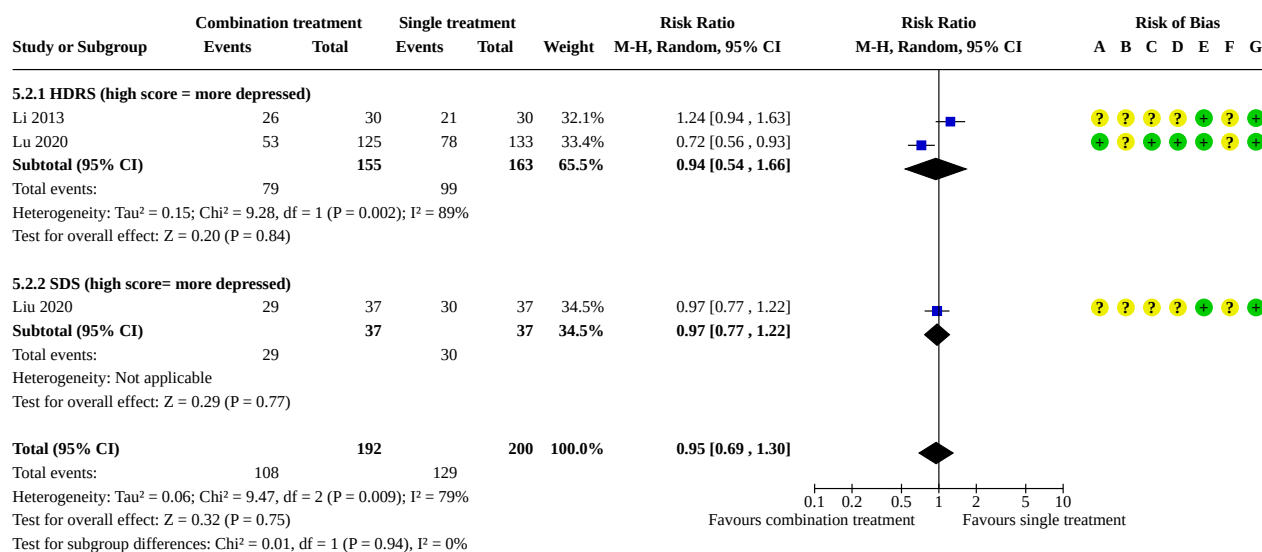 Combination treatment Single treatment Risk Ratio Risk Ratio Risk of Bias
Study or Subgroup Events Total Events Total Weight M-H, Random, 95% CI M-H, Random, 95% CI A B C D E F G
5.2.1 HDRS (high score = more depressed)
Li 2013 26 30 21 30 32.1% 1.24 [0.94 , 1.63] ? ? ? ? + ? +
Lu 2020 53 125 78 133 33.4% 0.72 [0.56 , 0.93] + ? + + + ? +
Subtotal (95% CI) 155 163 65.5% 0.94 [0.54 , 1.66]
Total events: 79 99
Heterogeneity: Tau² = 0.15; Chi² = 9.28, df = 1 (P = 0.002); I² = 89%
Test for overall effect: Z = 0.20 (P = 0.84)
5.2.2 SDS (high score= more depressed)
Liu 2020 29 37 30 37 34.5% 0.97 [0.77 , 1.22] ? ? ? ? + ? +
Subtotal (95% CI) 37 37 34.5% 0.97 [0.77 , 1.22]
Total events: 29 30
Heterogeneity: Not applicable
Test for overall effect: Z = 0.29 (P = 0.77)
Total (95% CI) 192 200 100.0% 0.95 [0.69 , 1.30]
Total events: 108 129
Heterogeneity: Tau² = 0.06; Chi² = 9.47, df = 2 (P = 0.009); I² = 79%
0.1 0.2 0.5 1 2 5 10
Test for overall effect: Z = 0.32 (P = 0.75) Favours combination treatment Favours single treatment
Test for subgroup differences: Chi² = 0.01, df = 1 (P = 0.94), I² = 0%